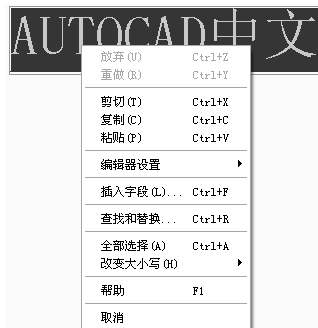 AUTOCAD中文
放弃(U) Ctrl+Z
重做(R) Ctrl+Y
剪切(T) Ctrl+X
复制(C) Ctrl+C
粘贴(P) Ctrl+V
编辑器设置
插入字段(L)... Ctrl+F
查找和替换... Ctrl+R
全部选择(A) Ctrl+A
改变大小写(H)
帮助 F1
取消